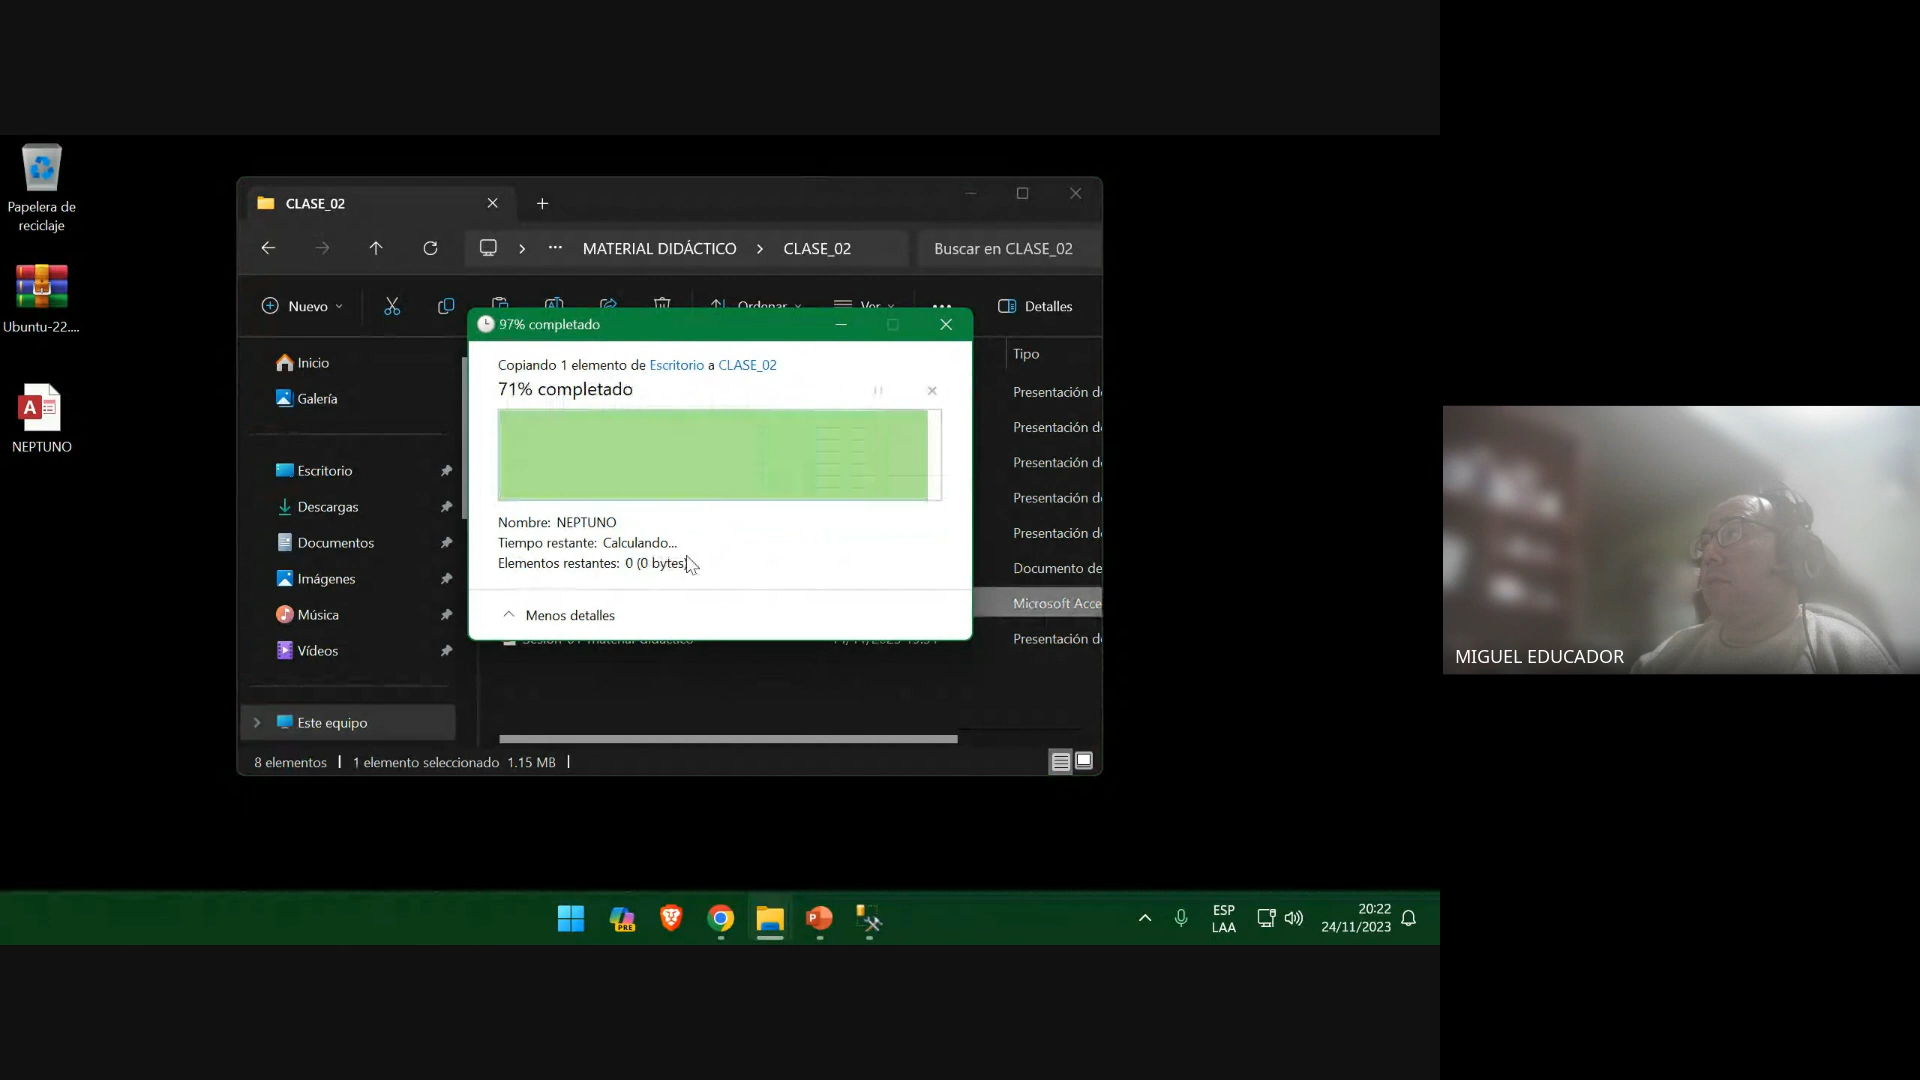 Papelera de
reciclaje
Ubuntu-22....
NEPTUNO
CLASE_02
MATERIAL DIDÁCTICO > CLASE_02
Buscar en CLASE_02
Nuevo
Ordenar
Ver
Detalles
Inicio
Galería
Escritorio
Descargas
Documentos
Imágenes
Música
Vídeos
Este equipo
97% completado
Copiando 1 elemento de Escritorio a CLASE_02
71% completado
Nombre: NEPTUNO
Tiempo restante: Calculando...
Elementos restantes: 0 (0 bytes)
Menos detalles
Tipo
Presentación d
Presentación d
Presentación d
Presentación d
Presentación d
Documento de
Microsoft Acce
Presentación d
8 elementos | 1 elemento seleccionado 1.15 MB |
PRE
ESP
LAA
20:22
24/11/2023
MIGUEL EDUCADOR